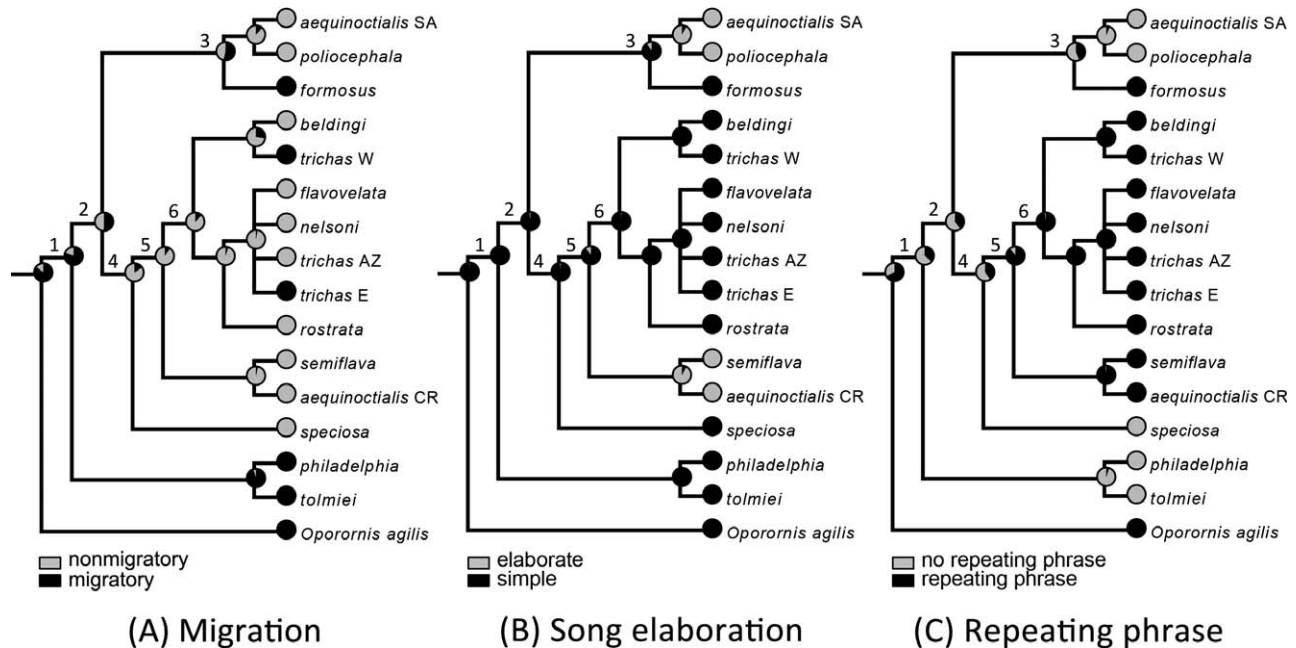 aequinoctialis SA
3
poliocephala
formosus
beldingi
trichas W
flavovelata
2
6
nelsoni
1
5
trichas AZ
4
trichas E
rostrata
semiflava
aequinoctialis CR
speciosa
philadelphia
tolmiei
Oporornis agilis
nonmigratory
migratory
(A) Migration
aequinoctialis SA
3
poliocephala
formosus
beldingi
trichas W
flavovelata
2
6
nelsoni
1
5
trichas AZ
4
trichas E
rostrata
semiflava
aequinoctialis CR
speciosa
philadelphia
tolmiei
Oporornis agilis
elaborate
simple
(B) Song elaboration
aequinoctialis SA
3
poliocephala
formosus
beldingi
trichas W
flavovelata
2
6
nelsoni
1
5
trichas AZ
4
trichas E
rostrata
semiflava
aequinoctialis CR
speciosa
philadelphia
tolmiei
Oporornis agilis
no repeating phrase
repeating phrase
(C) Repeating phrase